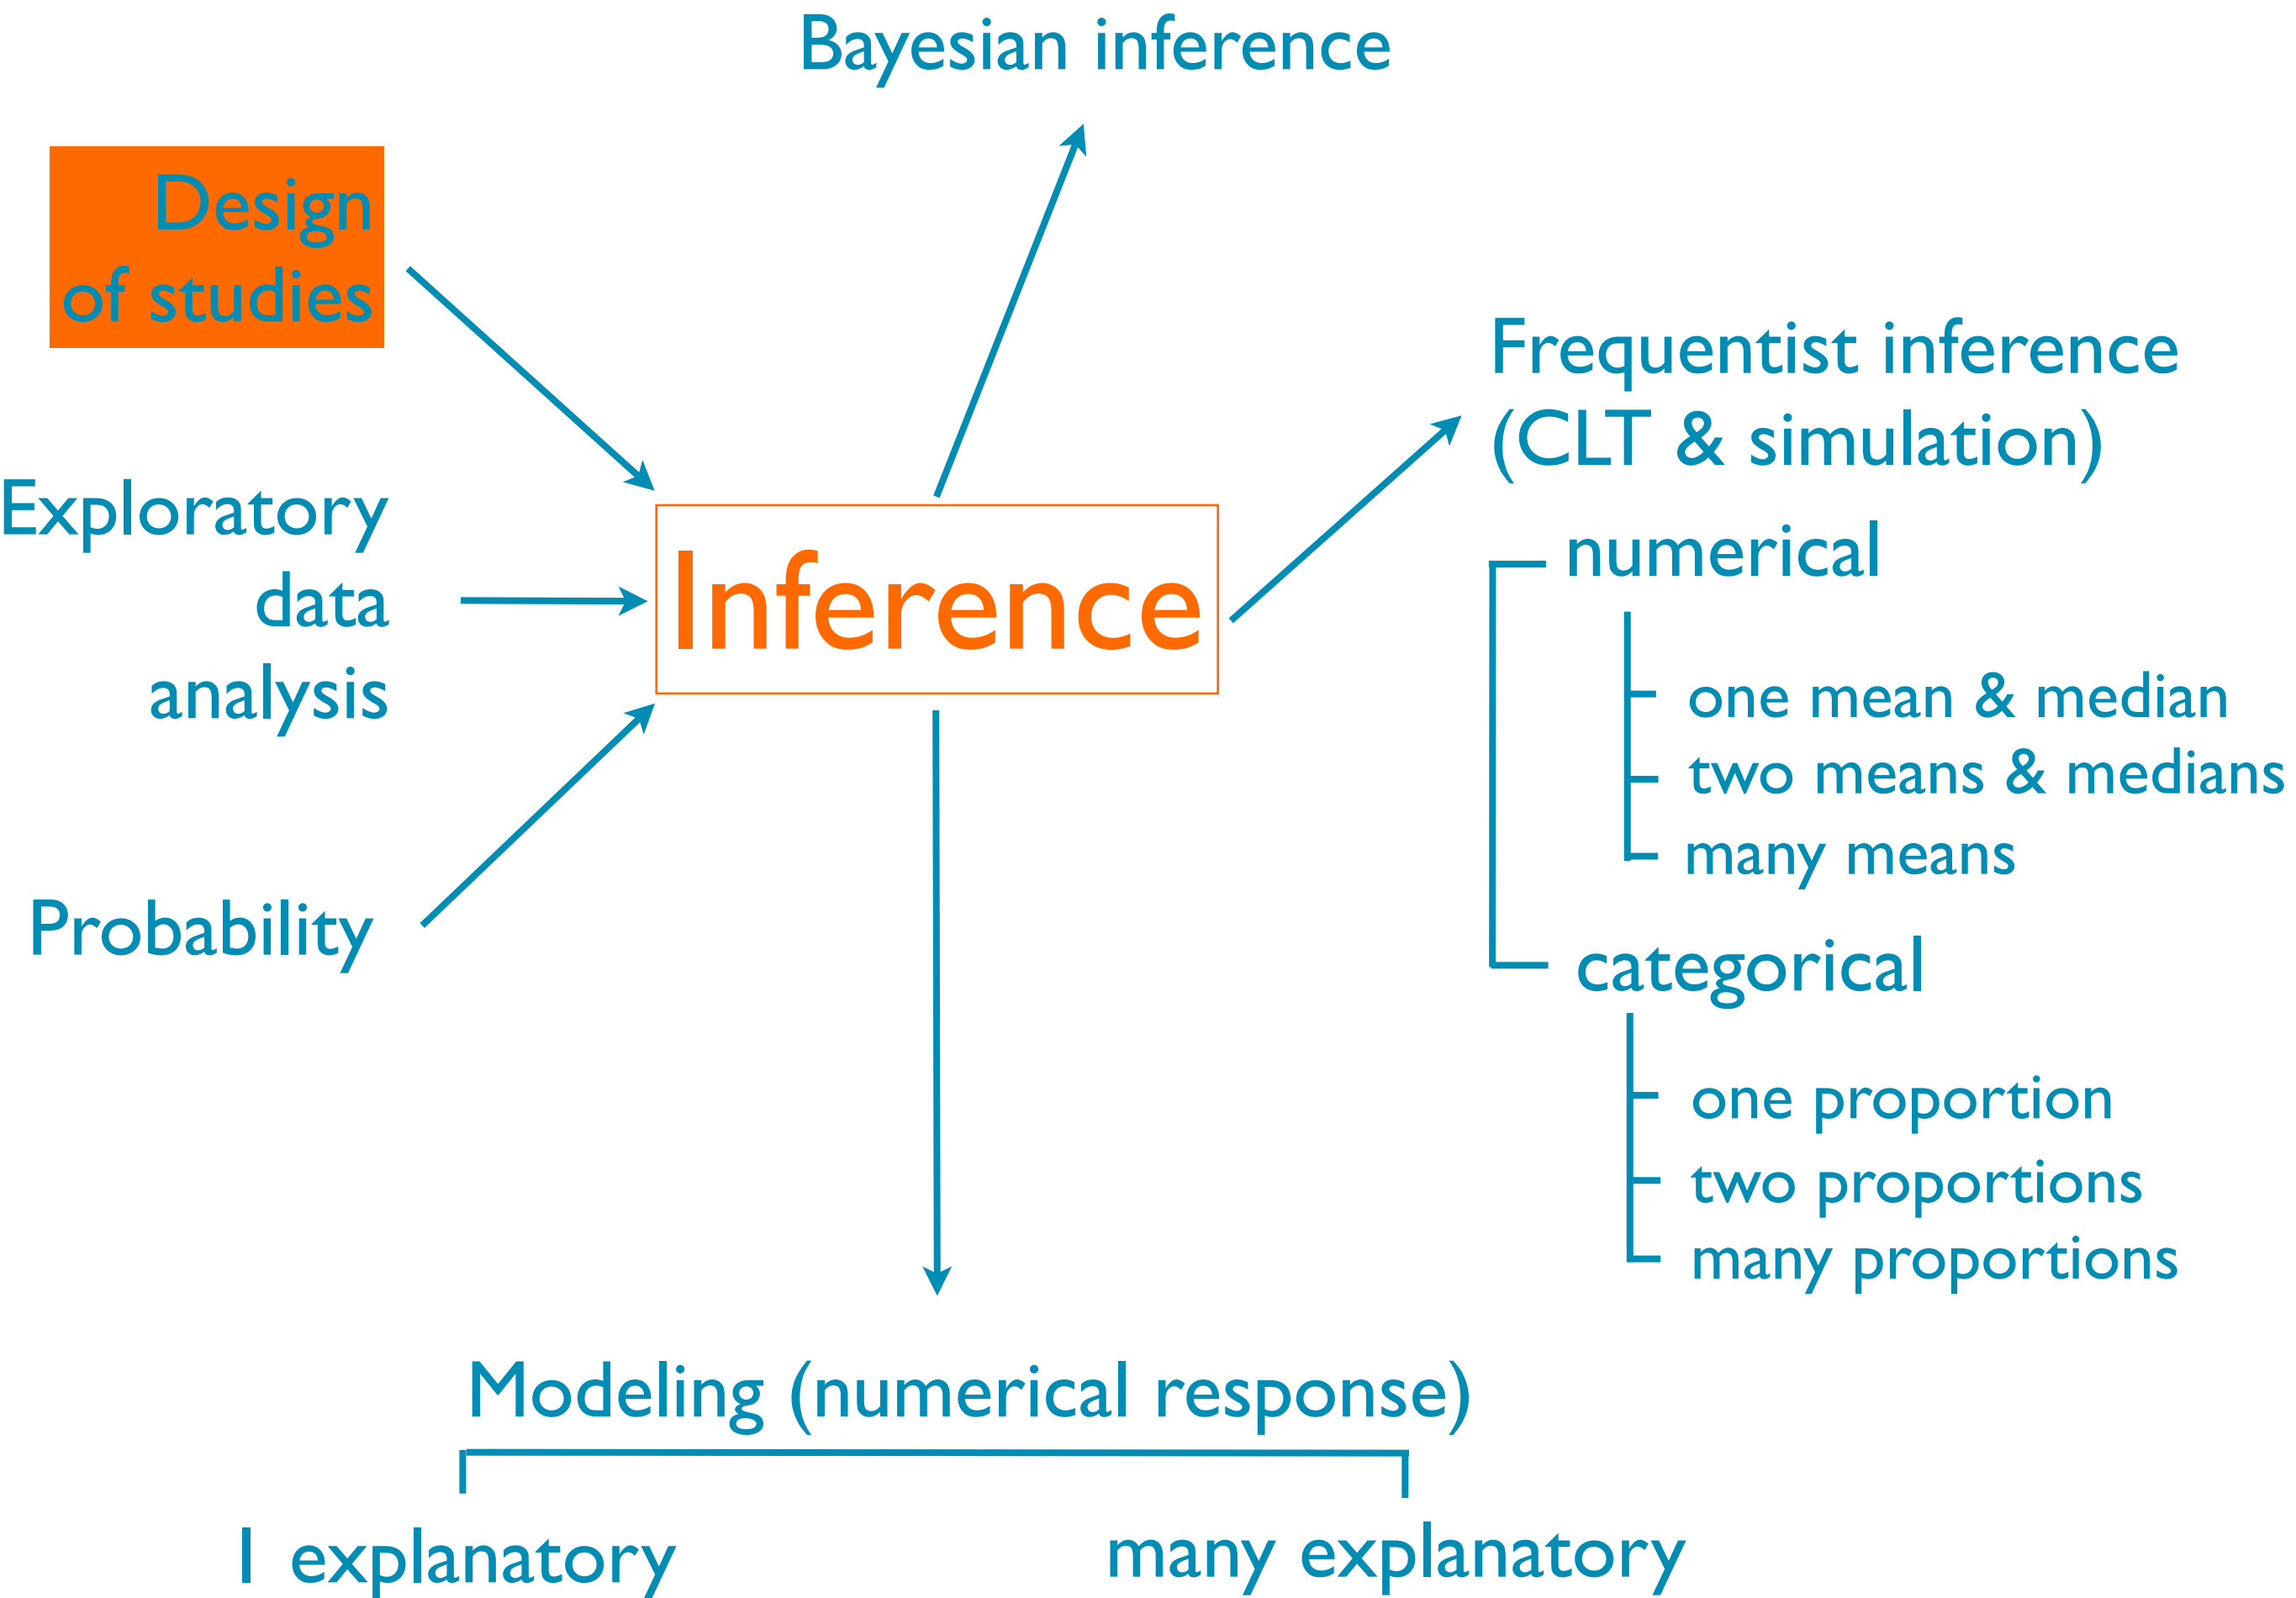 Bayesian inference
Design
of studies
Exploratory
data
analysis
Probability
Inference
Frequentist inference
(CLT & simulation)
numerical
one mean & median
two means & medians
many means
categorical
one proportion
two proportions
many proportions
Modeling (numerical response)
1 explanatory
many explanatory